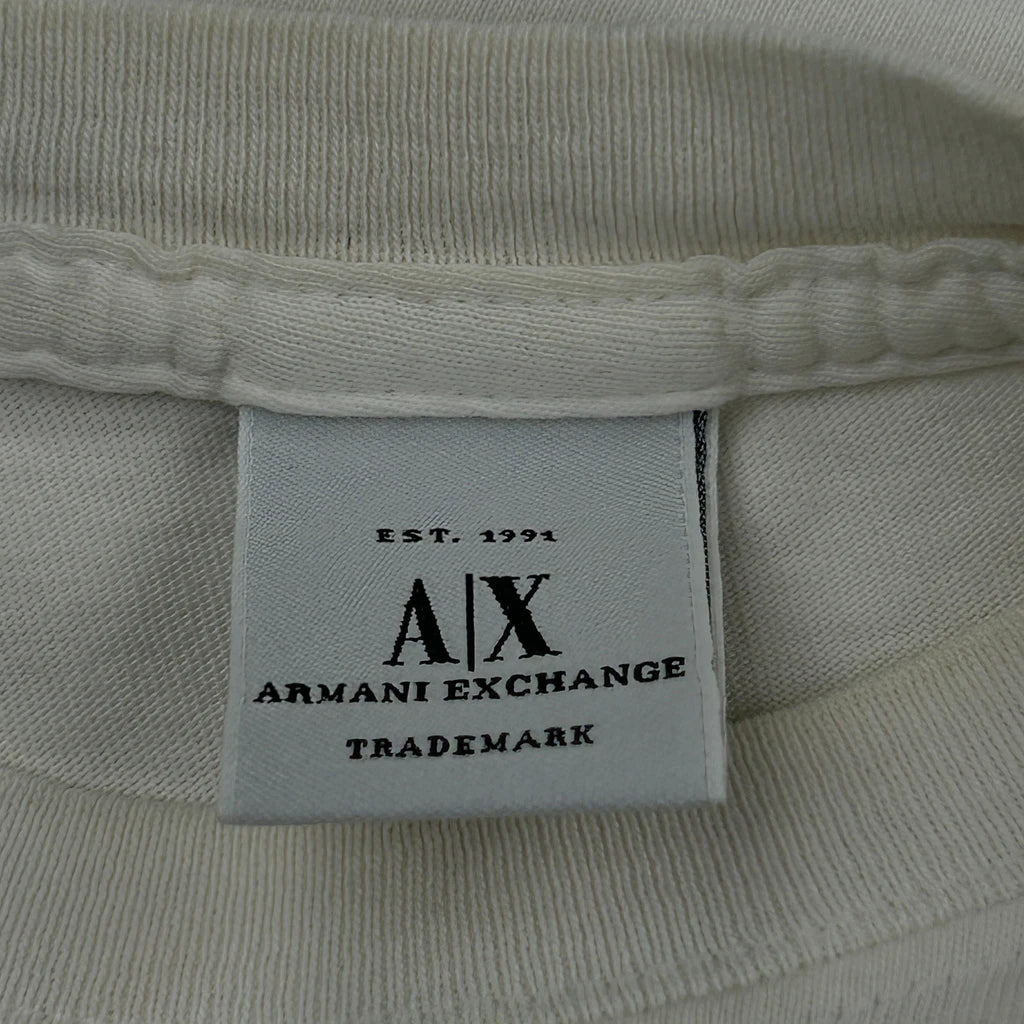 EST. 1991
A|X
ARMANI EXCHANGE
TRADEMARK